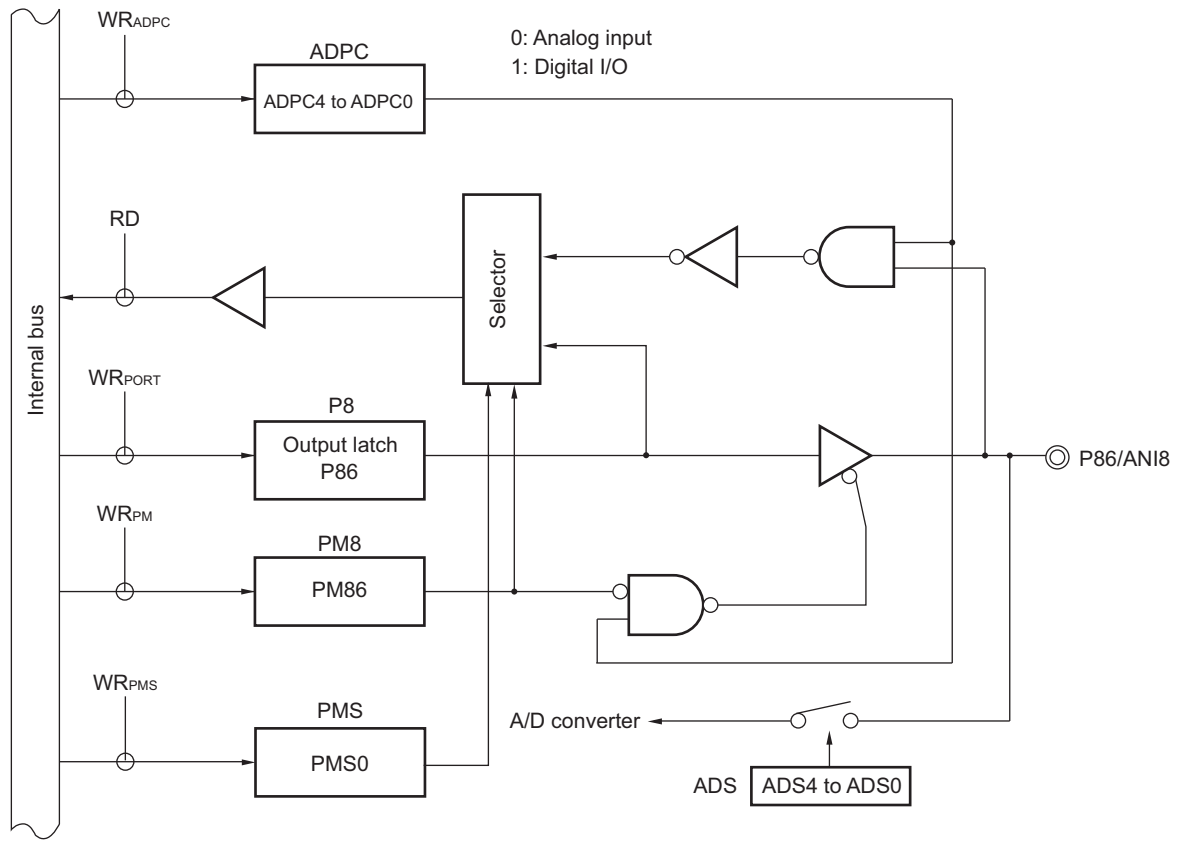 WRADPC
ADPC
0: Analog input
1: Digital I/O
ADPC4 to ADPC0
RD
Selector
Internal bus
WRPORT
P8
Output latch
P86
P86/ANI8
WRPM
PM8
PM86
WRPMS
PMS
PMS0
A/D converter
ADS
ADS4 to ADS0